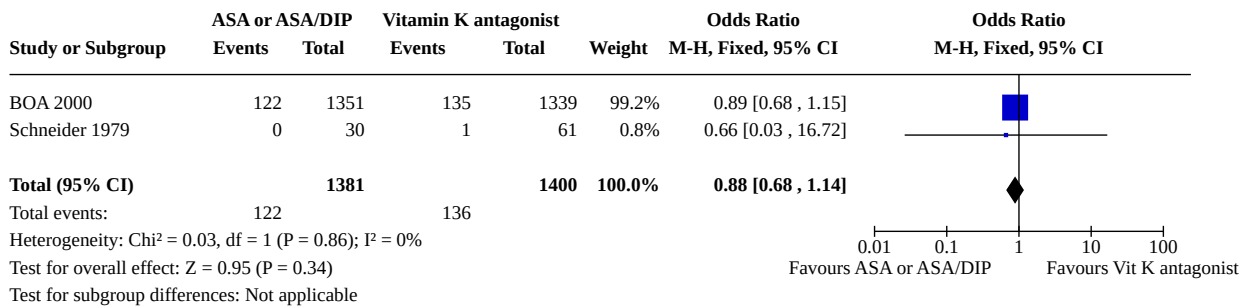 ASA or ASA/DIP Vitamin K antagonist Odds Ratio Odds Ratio
Study or Subgroup Events Total Events Total Weight M-H, Fixed, 95% CI M-H, Fixed, 95% CI
BOA 2000 122 1351 135 1339 99.2% 0.89 [0.68 , 1.15]
Schneider 1979 0 30 1 61 0.8% 0.66 [0.03 , 16.72]
Total (95% CI) 1381 1400 100.0% 0.88 [0.68 , 1.14]
Total events: 122 136
Heterogeneity: Chi² = 0.03, df = 1 (P = 0.86); I² = 0%
0.01 0.1 1 10 100
Test for overall effect: Z = 0.95 (P = 0.34) Favours ASA or ASA/DIP Favours Vit K antagonist
Test for subgroup differences: Not applicable